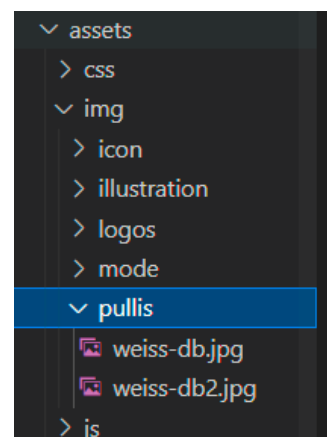 assets
css
img
icon
illustration
logos
mode
pullis
weiss-db.jpg
weiss-db2.jpg
js